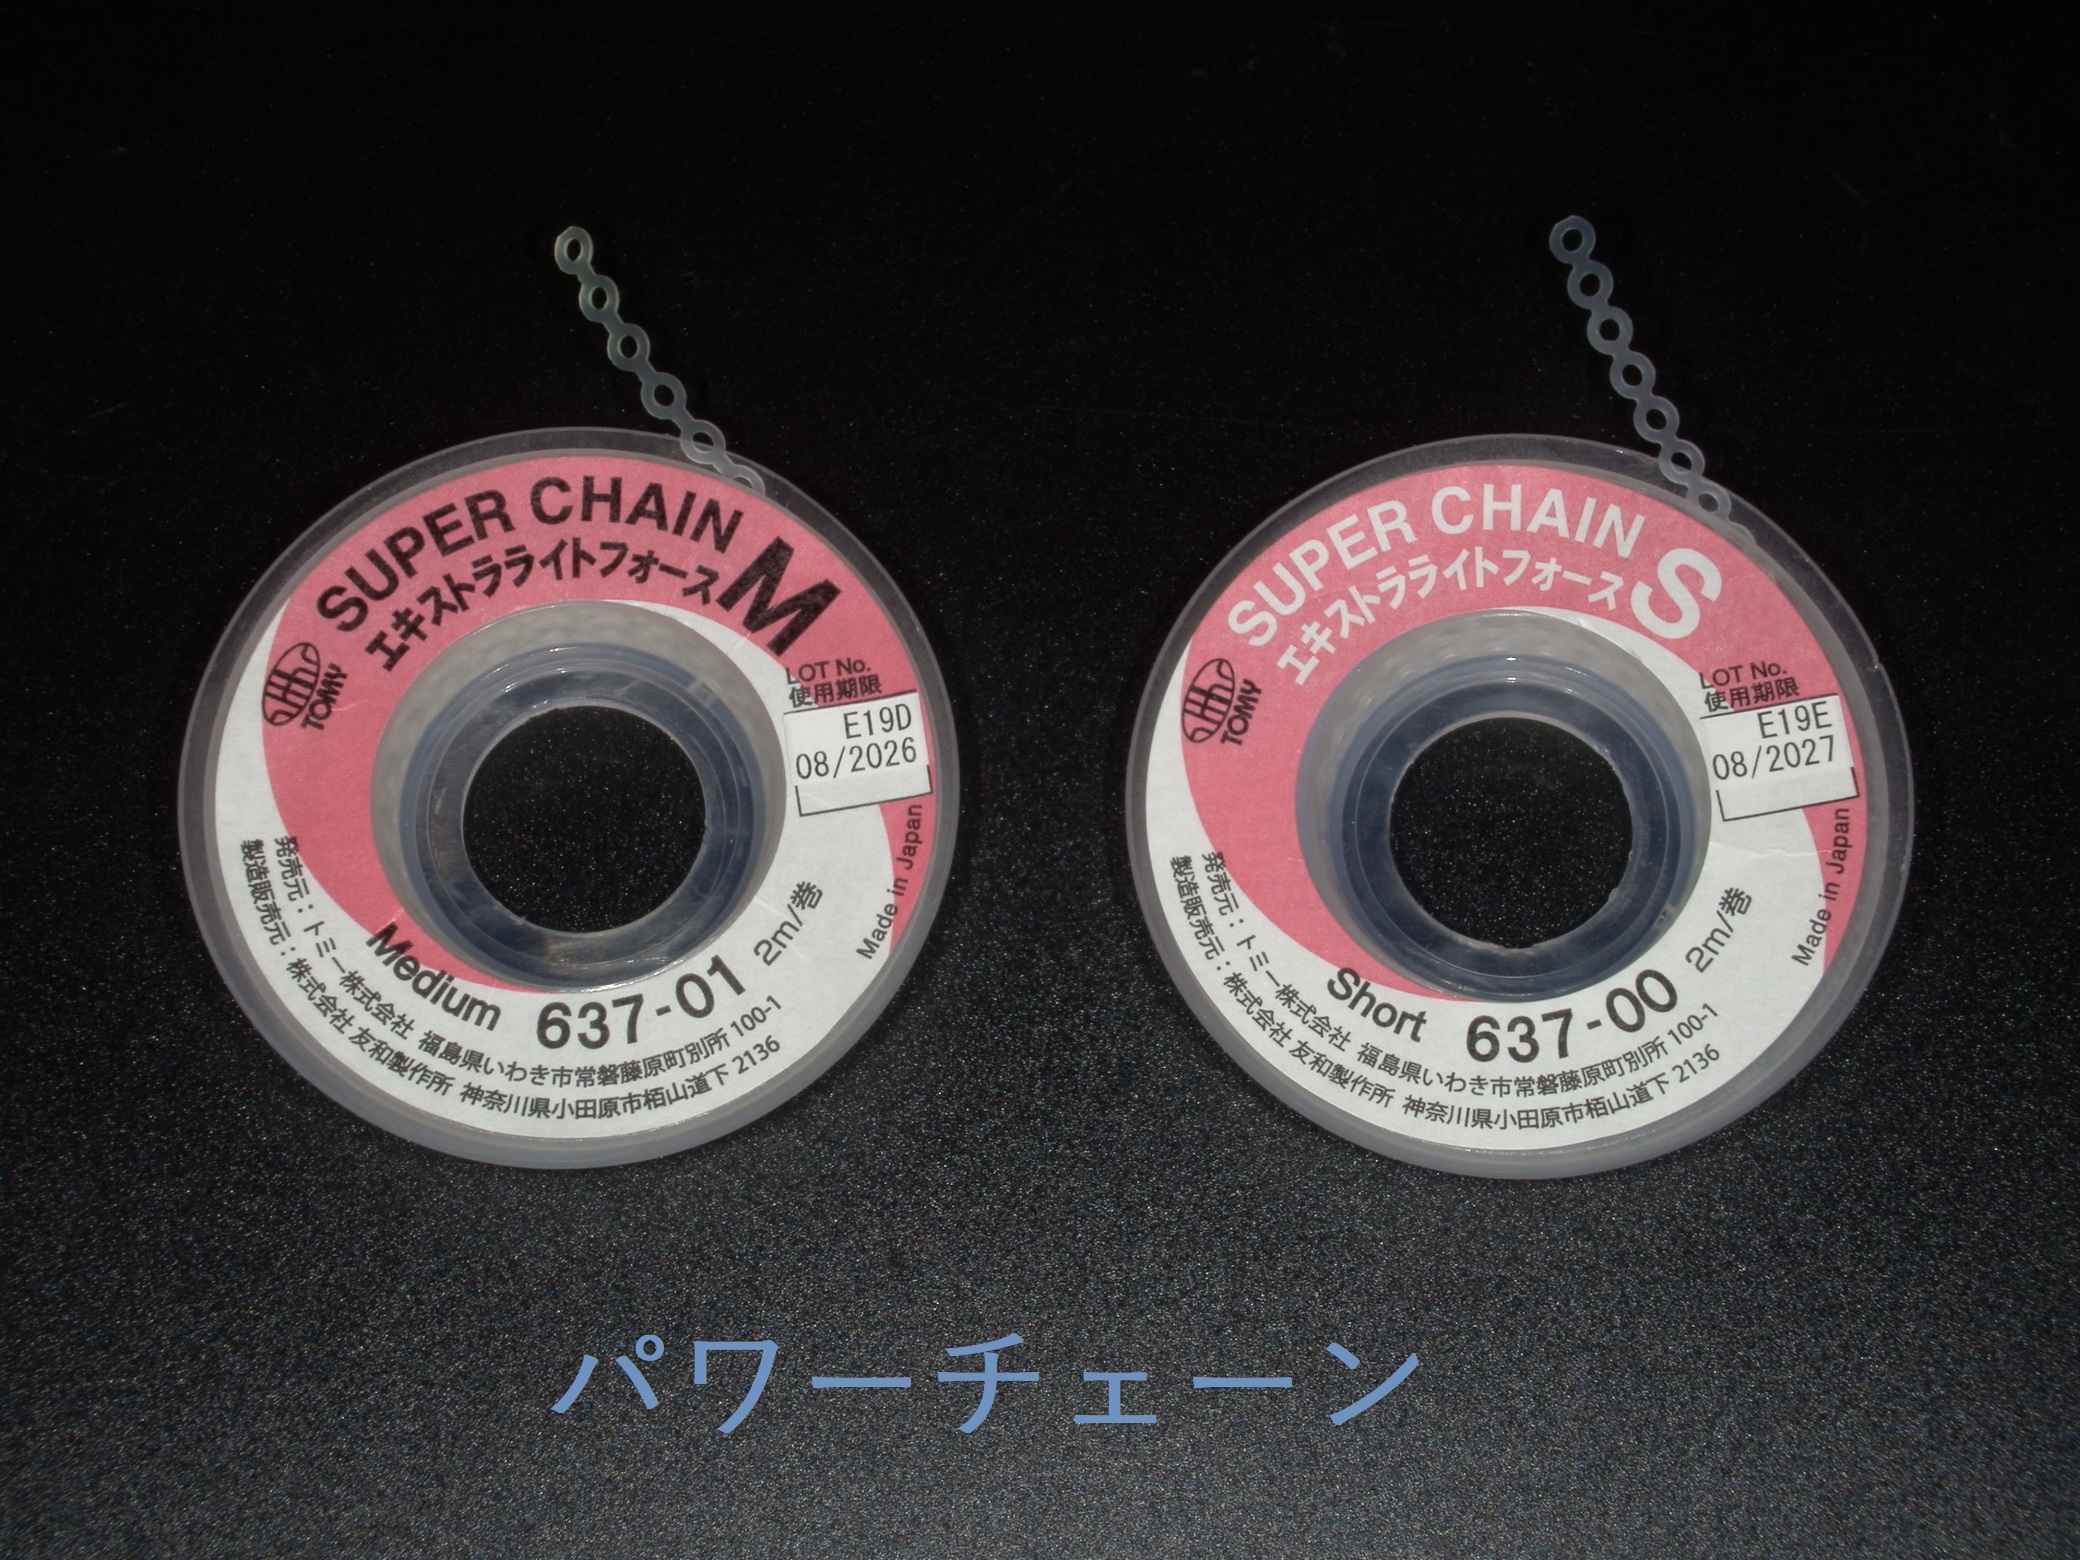 SUPER CHAIN M
エキストラライトフォース
TOMY
LOT No.
使用期限
E19D
08/2026
Made in Japan
2m/巻
Medium 637-01
発売元：トミー株式会社 福島県いわき市常磐藤原町別所 100-1
製造販売元：株式会社 友和製作所 神奈川県小田原市栢山道下 2136
SUPER CHAIN S
エキストラライトフォース
TOMY
LOT No.
使用期限
E19E
08/2027
Made in Japan
2m/巻
Short 637-00
発売元：トミー株式会社 福島県いわき市常磐藤原町別所 100-1
製造販売元：株式会社 友和製作所 神奈川県小田原市栢山道下 2136
パワーチェーン